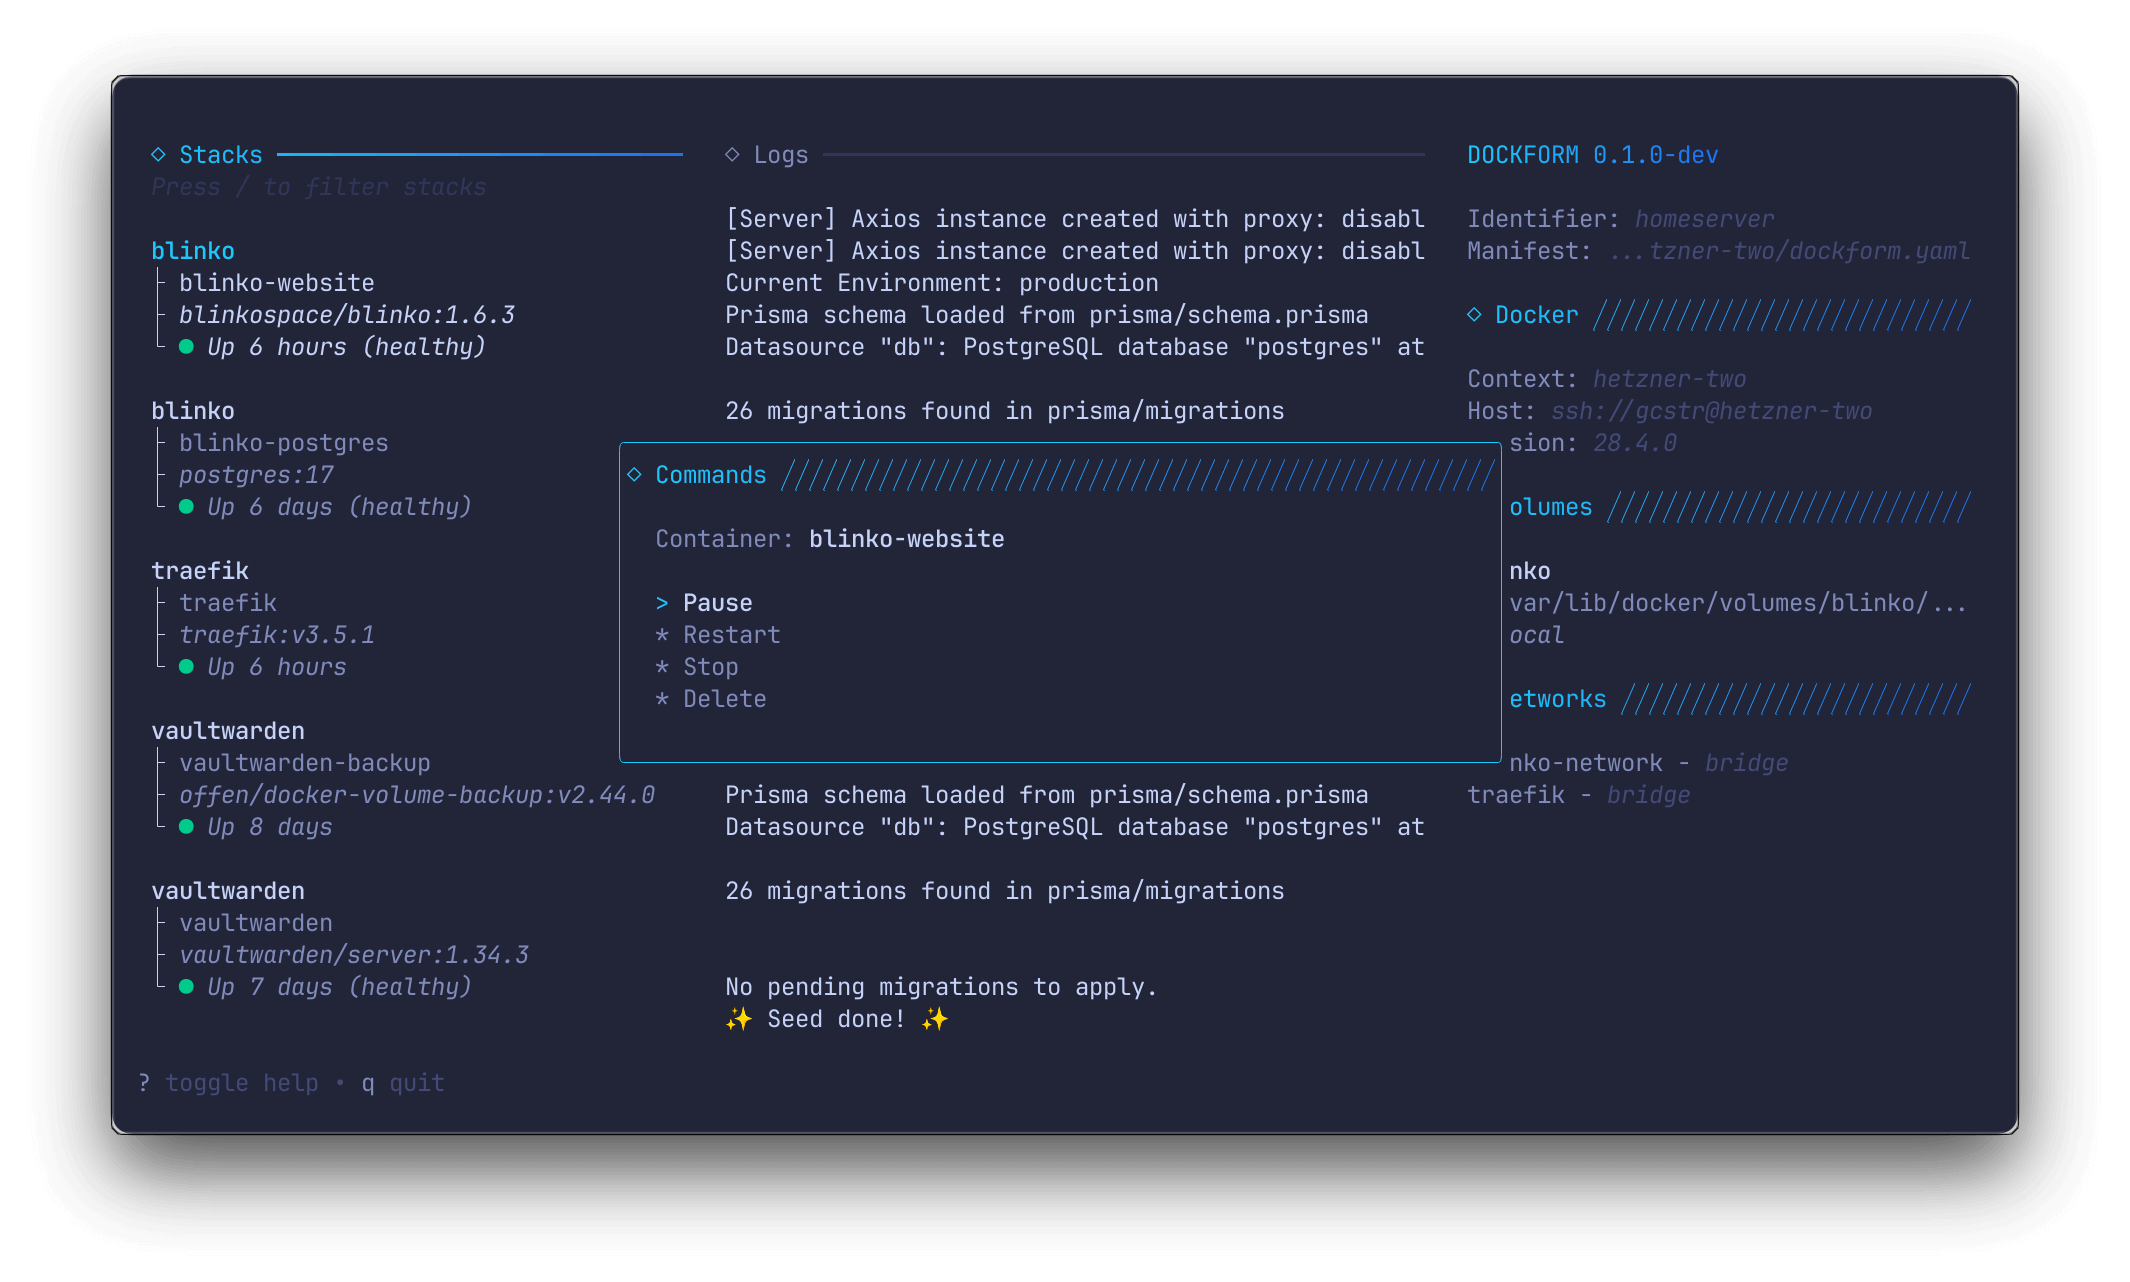 ◇ Stacks
Press / to filter stacks
blinko
blinko-website
blinkospace/blinko:1.6.3
● Up 6 hours (healthy)
blinko
blinko-postgres
postgres:17
● Up 6 days (healthy)
traefik
traefik
traefik:v3.5.1
● Up 6 hours
vaultwarden
vaultwarden-backup
offen/docker-volume-backup:v2.44.0
● Up 8 days
vaultwarden
vaultwarden
vaultwarden/server:1.34.3
● Up 7 days (healthy)
◇ Logs
[Server] Axios instance created with proxy: disabl
[Server] Axios instance created with proxy: disabl
Current Environment: production
Prisma schema loaded from prisma/schema.prisma
Datasource "db": PostgreSQL database "postgres" at
26 migrations found in prisma/migrations
◇ Commands
Container: blinko-website
> Pause
* Restart
* Stop
* Delete
Prisma schema loaded from prisma/schema.prisma
Datasource "db": PostgreSQL database "postgres" at
26 migrations found in prisma/migrations
No pending migrations to apply.
✨ Seed done! ✨
DOCKFORM 0.1.0-dev
Identifier: homeserver
Manifest: ...tzner-two/dockform.yaml
◇ Docker
Context: hetzner-two
Host: ssh://gcstr@hetzner-two
sion: 28.4.0
olumes
nko
var/lib/docker/volumes/blinko/...
ocal
etworks
nko-network - bridge
traefik - bridge
? toggle help • q quit